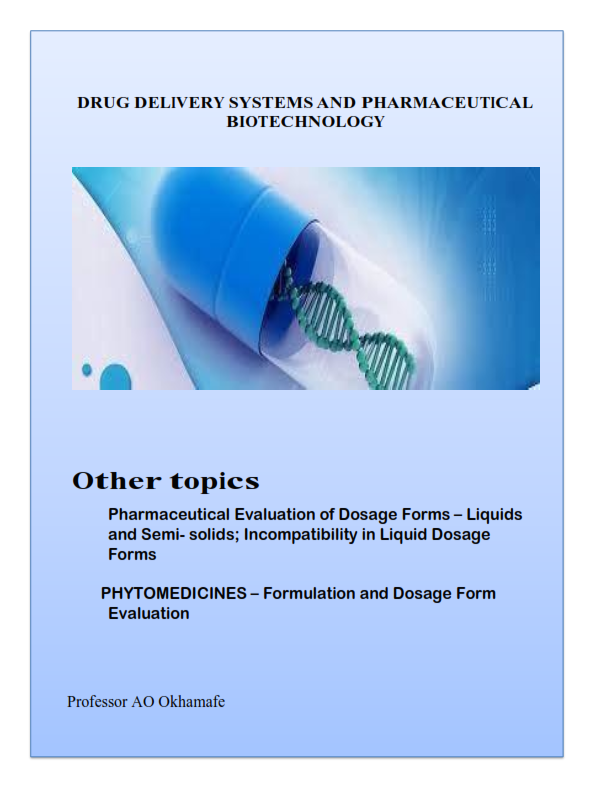 DRUG DELIVERY SYSTEMS AND PHARMACEUTICAL
BIOTECHNOLOGY
Other topics
Pharmaceutical Evaluation of Dosage Forms – Liquids
and Semi- solids; Incompatibility in Liquid Dosage
Forms
PHYTOMEDICINES – Formulation and Dosage Form
Evaluation
Professor AO Okhamafe